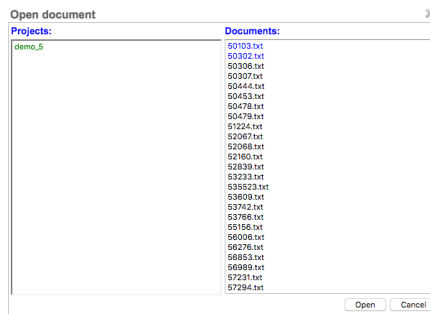 Open document
Projects:
demo_5
Documents:
50103.txt
50302.txt
50306.txt
50307.txt
50444.txt
50453.txt
50478.txt
50479.txt
51224.txt
52067.txt
52068.txt
52160.txt
52839.txt
53233.txt
535523.txt
53609.txt
53742.txt
53766.txt
55156.txt
56006.txt
56276.txt
56853.txt
56989.txt
57231.txt
57294.txt
Open
Cancel